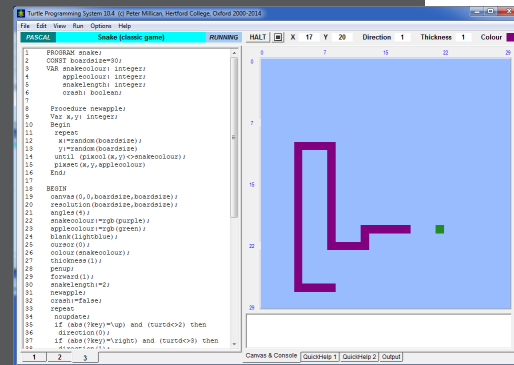 Turtle Programming System 10.4 (c) Peter Millican, Hertford College, Oxford 2000-2014
File Edit View Run Options Help
PASCAL Snake (classic game) RUNNING HALT X 17 Y 20 Direction 1 Thickness 1 Colour
1 PROGRAM snake;
2 CONST boardsize=30;
3 VAR snakecolour: integer;
4 applecolour: integer;
5 snakelength: integer;
6 crash: boolean;
7
8 Procedure newapple;
9 Var x,y: integer;
10 Begin
11 repeat
12 x:=random(boardsize);
13 y:=random(boardsize)
14 until (pixcol(x,y)<>snakecolour);
15 pixset(x,y,applecolour)
16 End;
17
18 BEGIN
19 canvas(0,0,boardsize,boardsize);
20 resolution(boardsize,boardsize);
21 angles(4);
22 snakecolour:=rgb(purple);
23 applecolour:=rgb(green);
24 blank(lightblue);
25 cursor(0);
26 colour(snakecolour);
27 thickness(1);
28 penup;
29 forward(1);
30 snakelength:=2;
31 newapple;
32 crash:=false;
33 repeat
34 noupdate;
35 if (abs(?key)=\up) and (turtd<>2) then
36 direction(0);
37 if (abs(?key)=\right) and (turtd<>3) then
38 direction(1);
1 2 3
0 7 15 22 29
0
7
15
22
29
Canvas & Console QuickHelp 1 QuickHelp 2 Output